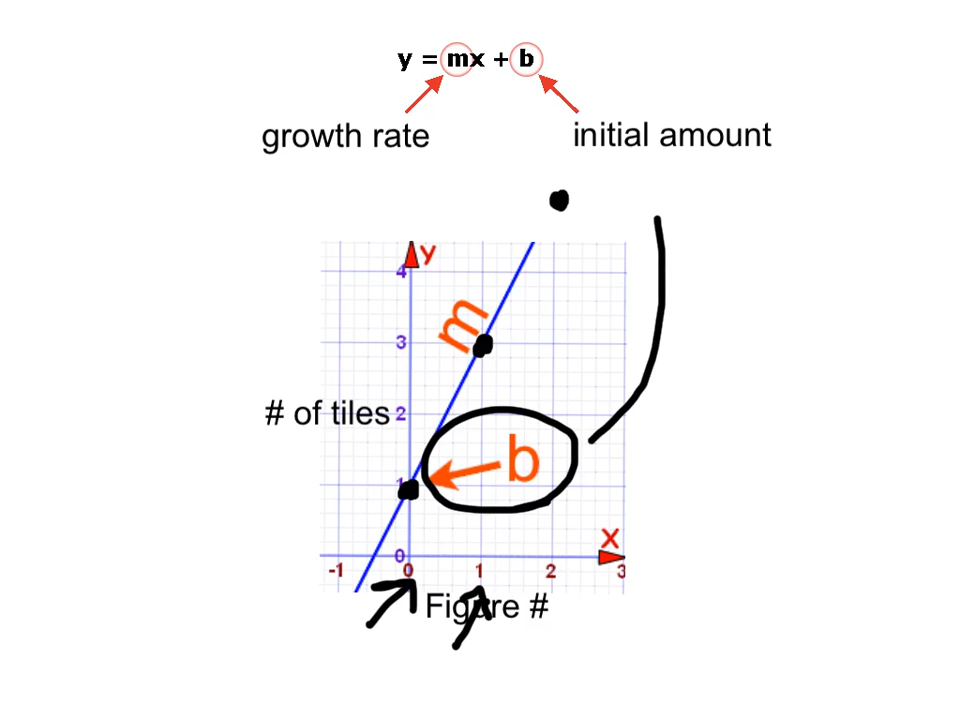 y = mx + b
growth rate
initial amount
y
4
m
3
# of tiles
2
b
1
x
0
-1 0 1 2 3
Figure #